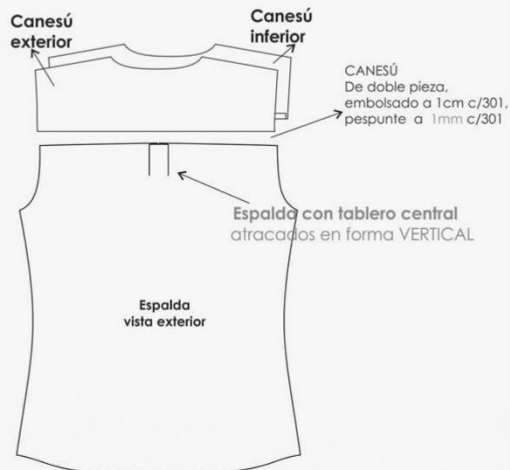 Canesú
exterior
Canesú
inferior
CANESÚ
De doble pieza,
embolsado a 1cm c/301,
pespunte a 1mm c/301
Espalda con tablero central
atracados en forma VERTICAL
Espalda
vista exterior